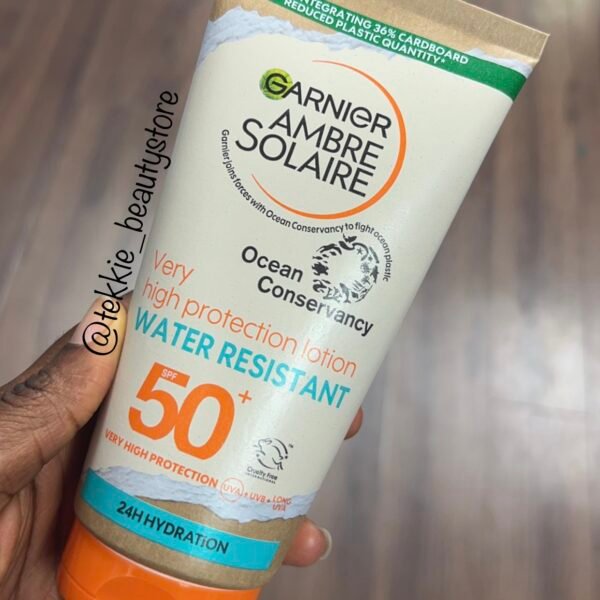 INTEGRATING 36% CARDBOARD
REDUCED PLASTIC QUANTITY*
GARNIER
AMBRE
SOLAIRE
Garnier joins forces with Ocean Conservancy to fight ocean plastic
Ocean
Conservancy
Very
high protection lotion
WATER RESISTANT
SPF
50+
VERY HIGH PROTECTION UVA + UVB + LONG
UVA
Cruelty Free
INTERNATIONAL
24H HYDRATION
@tekkie_beautystore